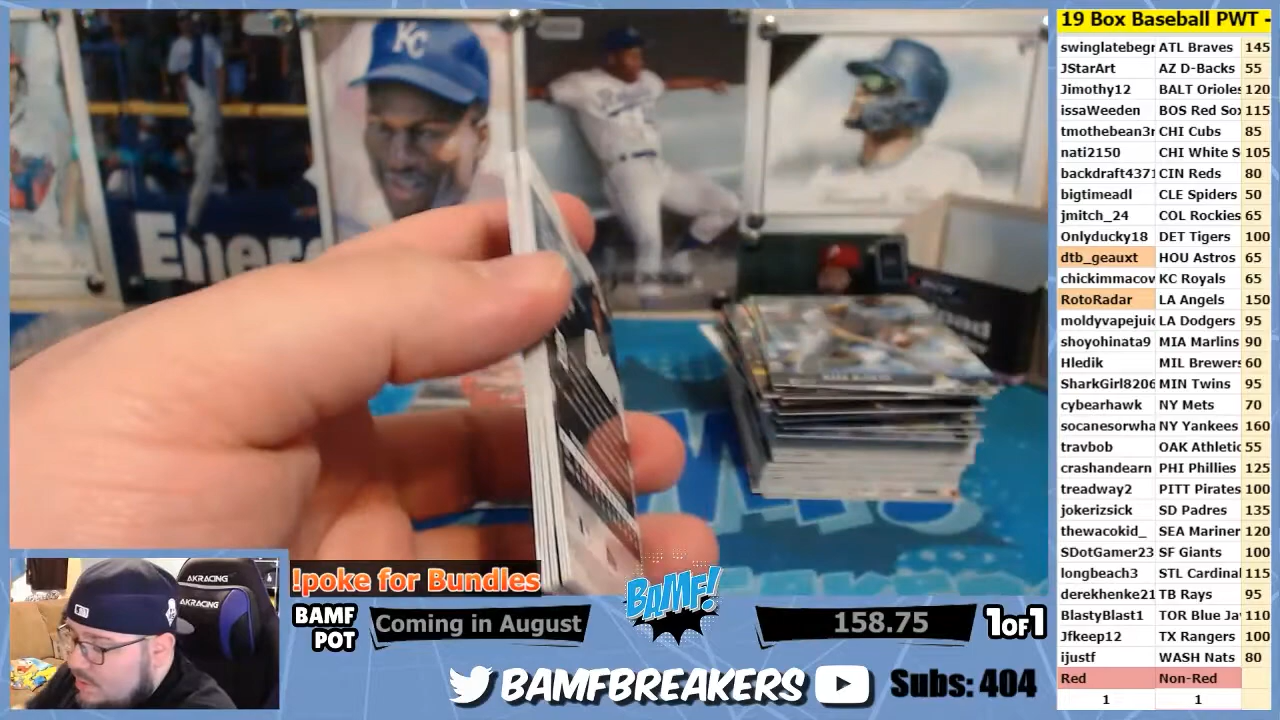 KC
Ener
AKRACING
AKRACING
!poke for Bundles
BAMF POT
Coming in August
BAMF!
158.75
1 OF 1
BAMFBREAKERS
Subs: 404
19 Box Baseball PWT -
swinglatebegr ATL Braves 145
JStarArt AZ D-Backs 55
Jimothy12 BALT Orioles 120
issaWeeden BOS Red Sox 115
tmothebean3r CHI Cubs 85
nati2150 CHI White S 105
backdraft4371 CIN Reds 80
bigtimeadl CLE Spiders 50
jmitch_24 COL Rockies 65
Onlyducky18 DET Tigers 100
dtb_geauxt HOU Astros 65
chickimmacov KC Royals 65
RotoRadar LA Angels 150
moldyvapejuic LA Dodgers 95
shoyohinata9 MIA Marlins 90
Hledik MIL Brewers 60
SharkGirl8206 MIN Twins 95
cybearhawk NY Mets 70
socanesorwha NY Yankees 160
travbob OAK Athletic 55
crashandearn PHI Phillies 125
treadway2 PITT Pirates 100
jokerizsick SD Padres 135
thewacokid_ SEA Mariner 120
SDotGamer23 SF Giants 100
longbeach3 STL Cardinal 115
derekhenke21 TB Rays 95
BlastyBlast1 TOR Blue Ja 110
Jfkeep12 TX Rangers 100
ijustf WASH Nats 80
Red Non-Red
1 1